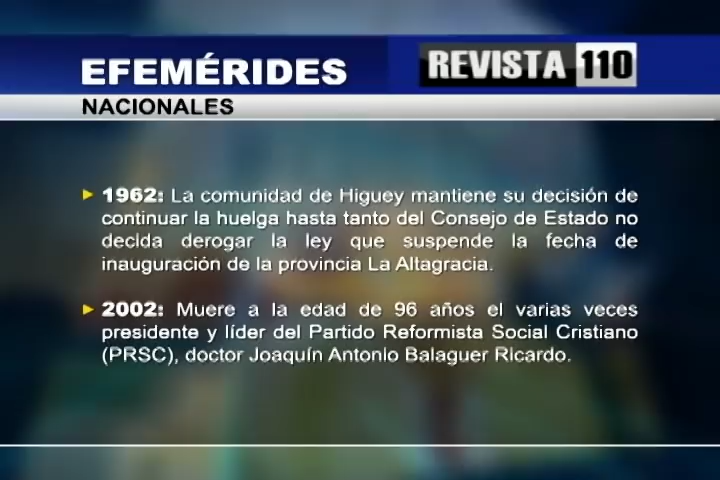 EFEMÉRIDES
REVISTA 110
NACIONALES
1962: La comunidad de Higuey mantiene su decisión de
continuar la huelga hasta tanto del Consejo de Estado no
decida derogar la ley que suspende la fecha de
inauguración de la provincia La Altagracia.
2002: Muere a la edad de 96 años el varias veces
presidente y líder del Partido Reformista Social Cristiano
(PRSC), doctor Joaquín Antonio Balaguer RIcardo.